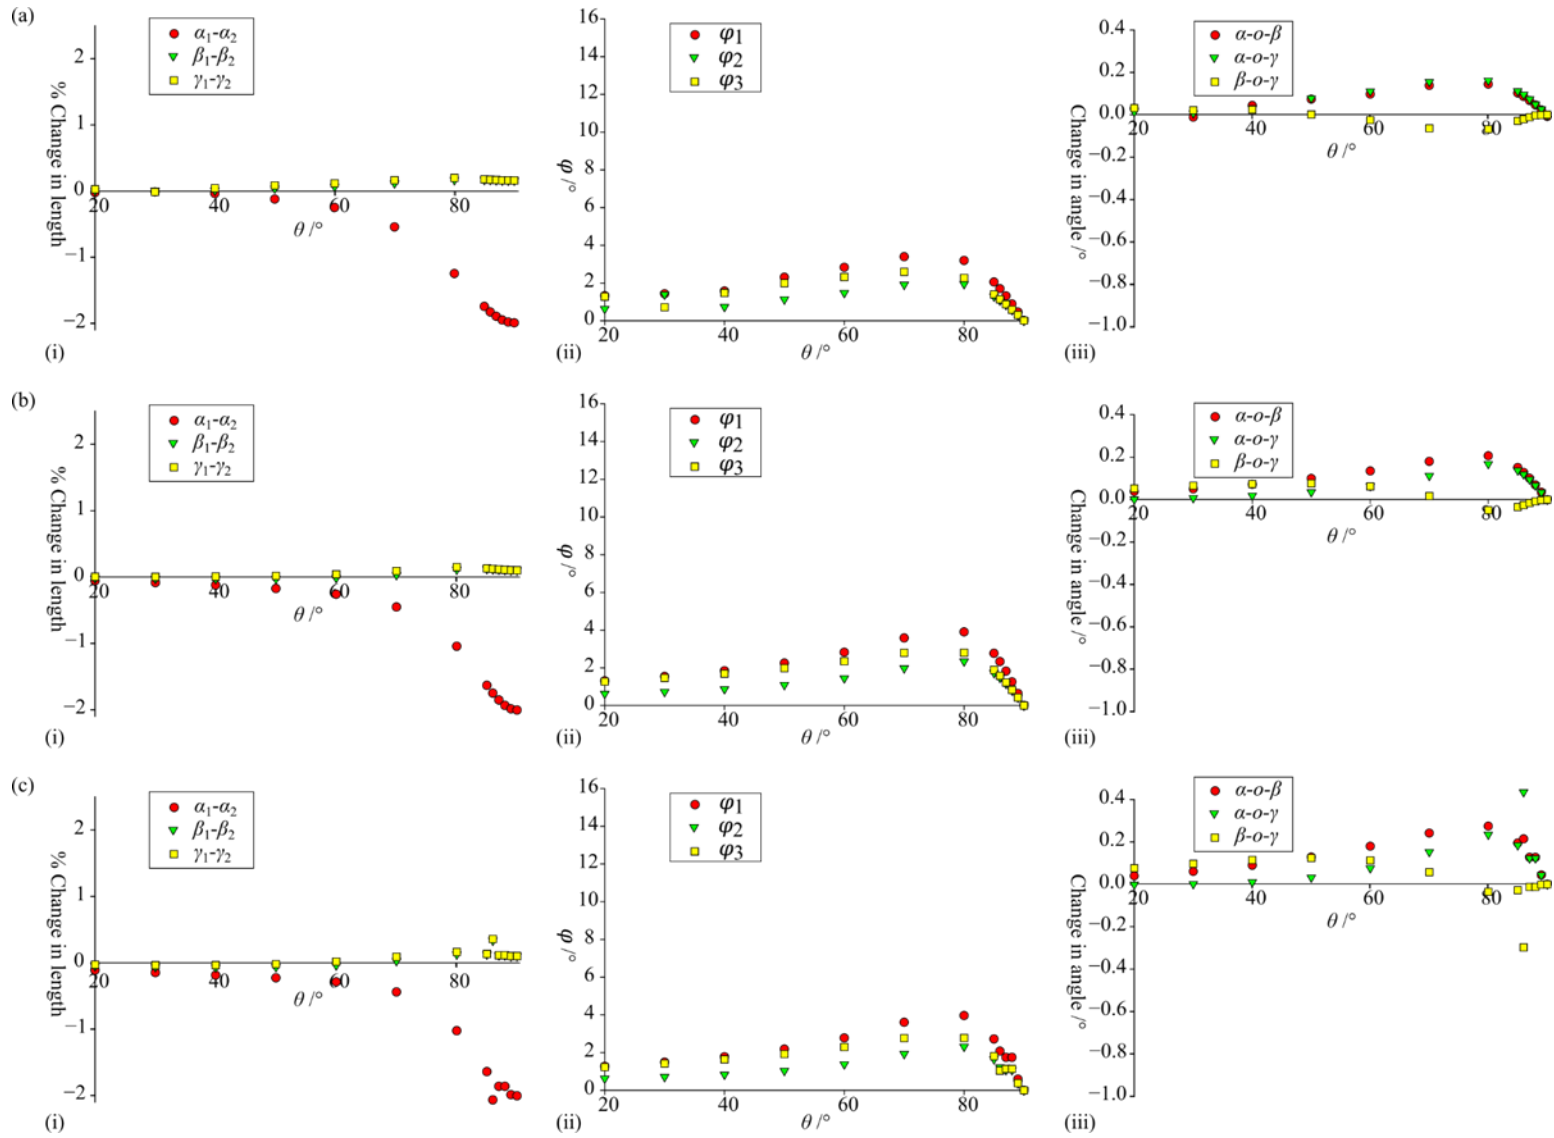 (a)
α₁-α₂
β₁-β₂
γ₁-γ₂
2
1
0
−1
−2
20
40
60
80
% Change in length
θ /°
(i)
φ1
φ2
φ3
16
14
12
10
8
6
4
2
0
20
40
60
80
φ /°
θ /°
(ii)
α-o-β
α-o-γ
β-o-γ
0.4
0.2
0.0
−0.2
−0.4
−0.6
−0.8
−1.0
20
40
60
80
Change in angle /°
θ /°
(iii)
(b)
α₁-α₂
β₁-β₂
γ₁-γ₂
2
1
0
−1
−2
20
40
60
80
% Change in length
θ /°
(i)
φ1
φ2
φ3
16
14
12
10
8
6
4
2
0
20
40
60
80
φ /°
θ /°
(ii)
α-o-β
α-o-γ
β-o-γ
0.4
0.2
0.0
−0.2
−0.4
−0.6
−0.8
−1.0
20
40
60
80
Change in angle /°
θ /°
(iii)
(c)
α₁-α₂
β₁-β₂
γ₁-γ₂
2
1
0
−1
−2
20
40
60
80
% Change in length
θ /°
(i)
φ1
φ2
φ3
16
14
12
10
8
6
4
2
0
20
40
60
80
φ /°
θ /°
(ii)
α-o-β
α-o-γ
β-o-γ
0.4
0.2
0.0
−0.2
−0.4
−0.6
−0.8
−1.0
20
40
60
80
Change in angle /°
θ /°
(iii)